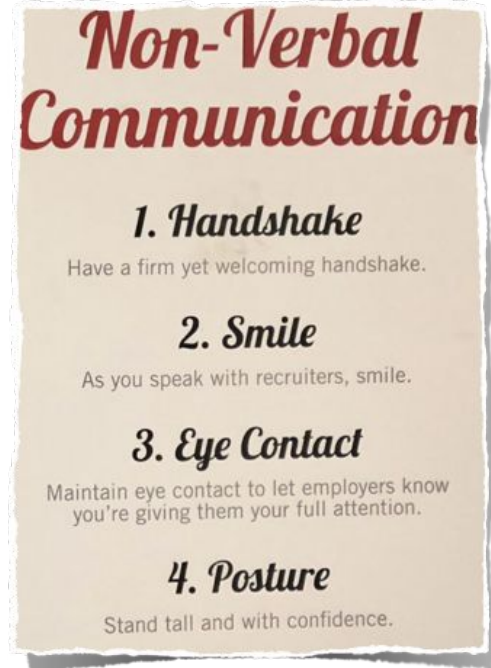 Non-Verbal
Communication
1. Handshake
Have a firm yet welcoming handshake.
2. Smile
As you speak with recruiters, smile.
3. Eye Contact
Maintain eye contact to let employers know
you're giving them your full attention.
4. Posture
Stand tall and with confidence.